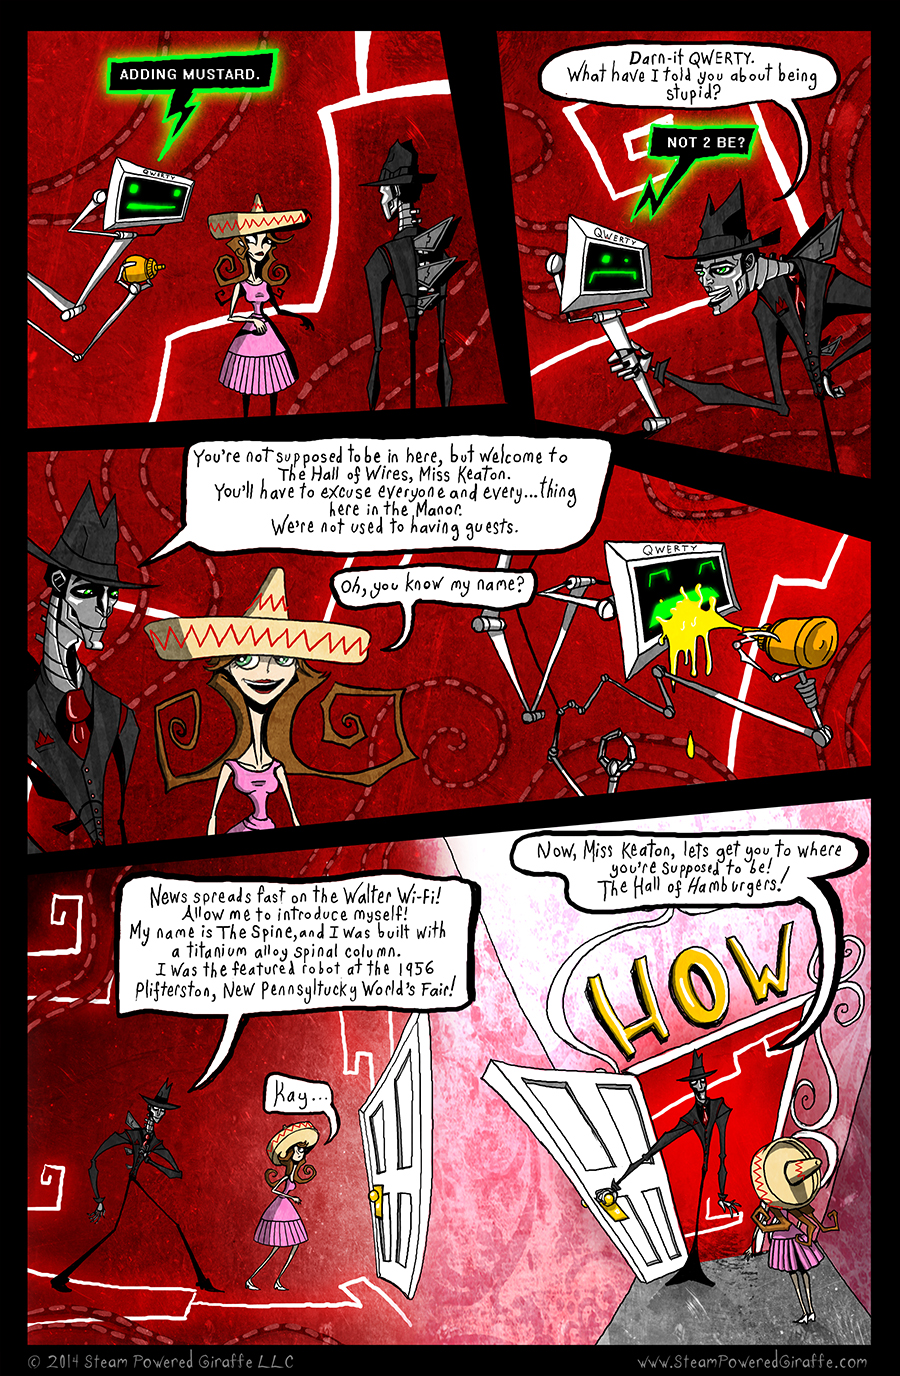 ADDING MUSTARD.
QWERTY
Darn-it QWERTY.
What have I told you about being
stupid?
NOT 2 BE?
QWERTY
You're not supposed to be in here, but welcome to
The Hall of Wires, Miss Keaton.
You'll have to excuse everyone and every...thing
here in the Manor.
We're not used to having guests.
Oh, you know my name?
QWERTY
News spreads fast on the Walter Wi-Fi!
Allow me to introduce myself!
My name is The Spine, and I was built with
a titanium alloy spinal column.
I was the featured robot at the 1956
Plifterston, New Pennsyltucky World's Fair!
Kay...
Now, Miss Keaton, lets get you to where
you're supposed to be!
The Hall of Hamburgers!
HOW
© 2014 Steam Powered Giraffe LLC
www.SteamPoweredGiraffe.com